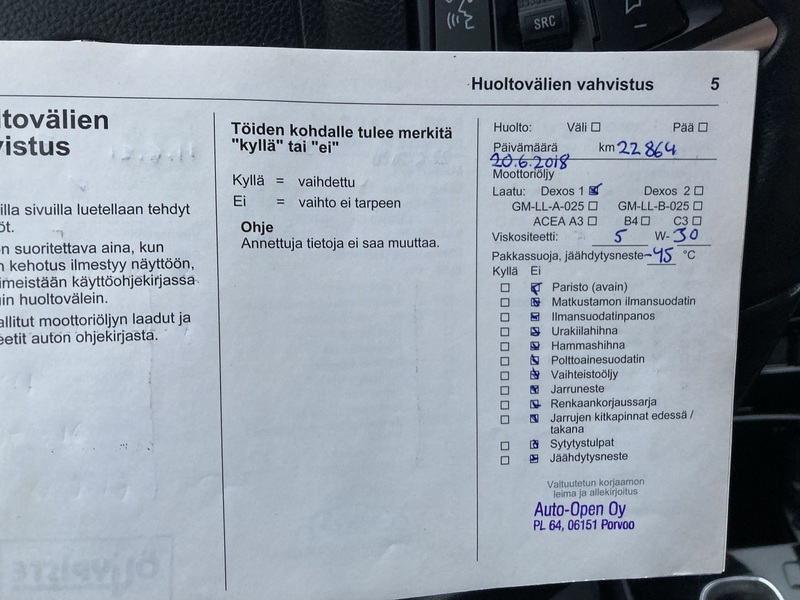 SRC
Huoltovälien vahvistus 5
ltovälien
vistus
illa sivuilla luetellaan tehdyt
öt.
n suoritettava aina, kun
n kehotus ilmestyy näyttöön,
imeistään käyttöohjekirjassa
uin huoltovälein.
allitut moottoriöljyn laadut ja
eetit auton ohjekirjasta.
Töiden kohdalle tulee merkitä
"kyllä" tai "ei"
Kyllä = vaihdettu
Ei = vaihto ei tarpeen
Ohje
Annettuja tietoja ei saa muuttaa.
Huolto: Väli ☐ Pää ☐
Päivämäärä km 22 864
20.6.2018
Moottoriöljy
Laatu: Dexos 1 ☒ Dexos 2 ☐
GM-LL-A-025 ☐ GM-LL-B-025 ☐
ACEA A3 ☐ B4 ☐ C3 ☐
Viskositeetti: 5 W- 30
Pakkassuoja, jäähdytysneste -45 °C
Kyllä Ei
☐ ☒ Paristo (avain)
☐ ☒ Matkustamon ilmansuodatin
☐ ☒ Ilmansuodatinpanos
☐ ☒ Urakiilahihna
☐ ☒ Hammashihna
☐ ☒ Polttoainesuodatin
☐ ☒ Vaihteistoöljy
☐ ☒ Jarruneste
☐ ☒ Renkaankorjaussarja
☐ ☒ Jarrujen kitkapinnat edessä /
takana
☐ ☒ Sytytystulpat
☐ ☒ Jäähdytysneste
Valtuutetun korjaamon
leima ja allekirjoitus
Auto-Open Oy
PL 64, 06151 Porvoo